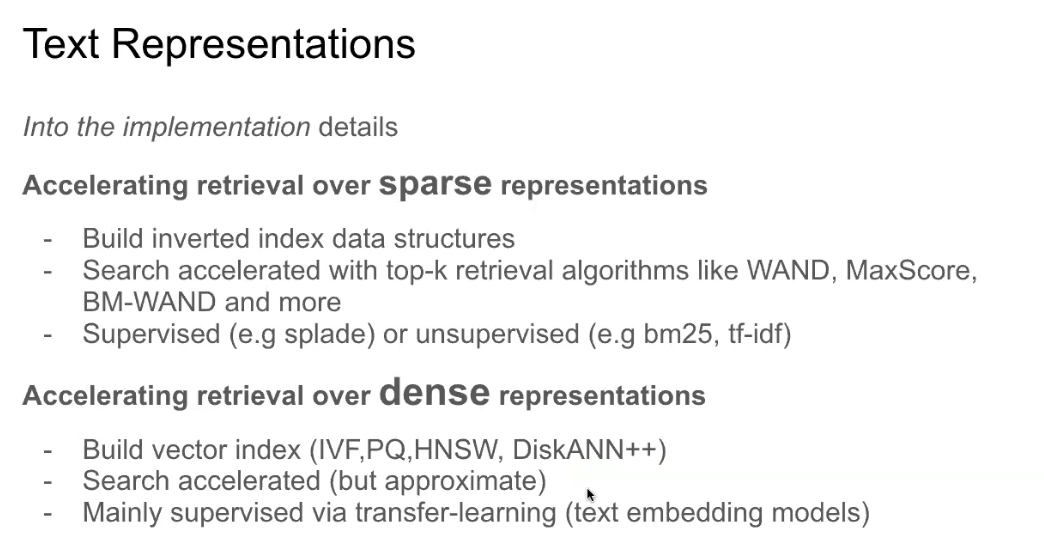 Text Representations
Into the implementation details
Accelerating retrieval over sparse representations
- Build inverted index data structures
- Search accelerated with top-k retrieval algorithms like WAND, MaxScore,
BM-WAND and more
- Supervised (e.g splade) or unsupervised (e.g bm25, tf-idf)
Accelerating retrieval over dense representations
- Build vector index (IVF,PQ,HNSW, DiskANN++)
- Search accelerated (but approximate)
- Mainly supervised via transfer-learning (text embedding models)